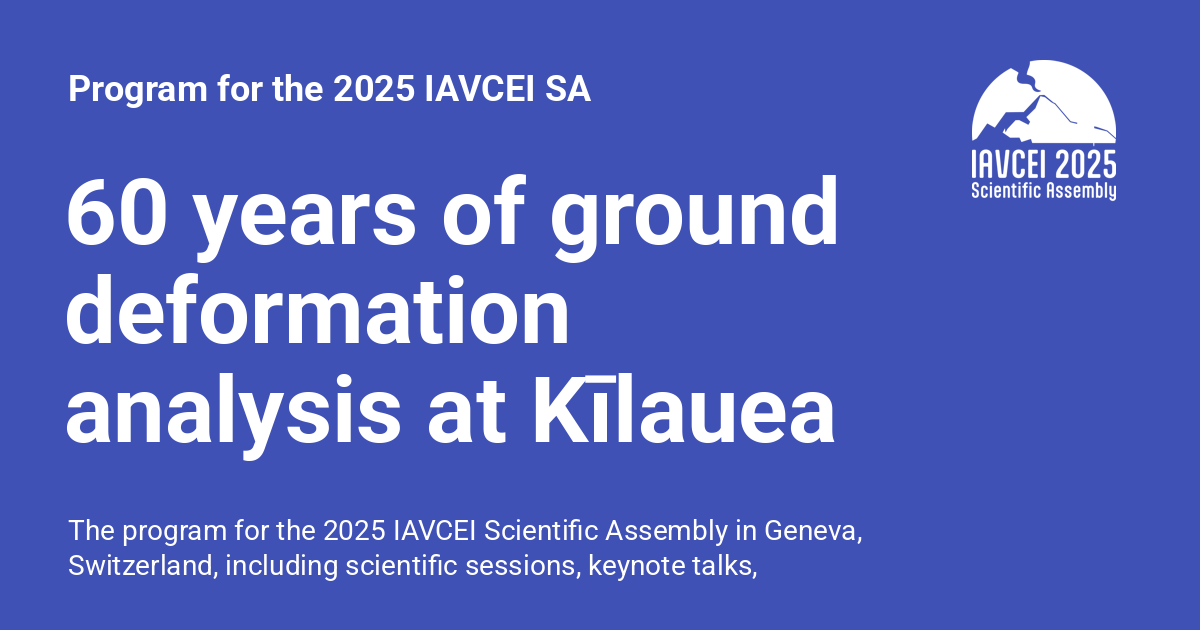 Program for the 2025 IAVCEI SA
IAVCEI 2025
Scientific Assembly
60 years of ground
deformation
analysis at Kīlauea
The program for the 2025 IAVCEI Scientific Assembly in Geneva,
Switzerland, including scientific sessions, keynote talks,